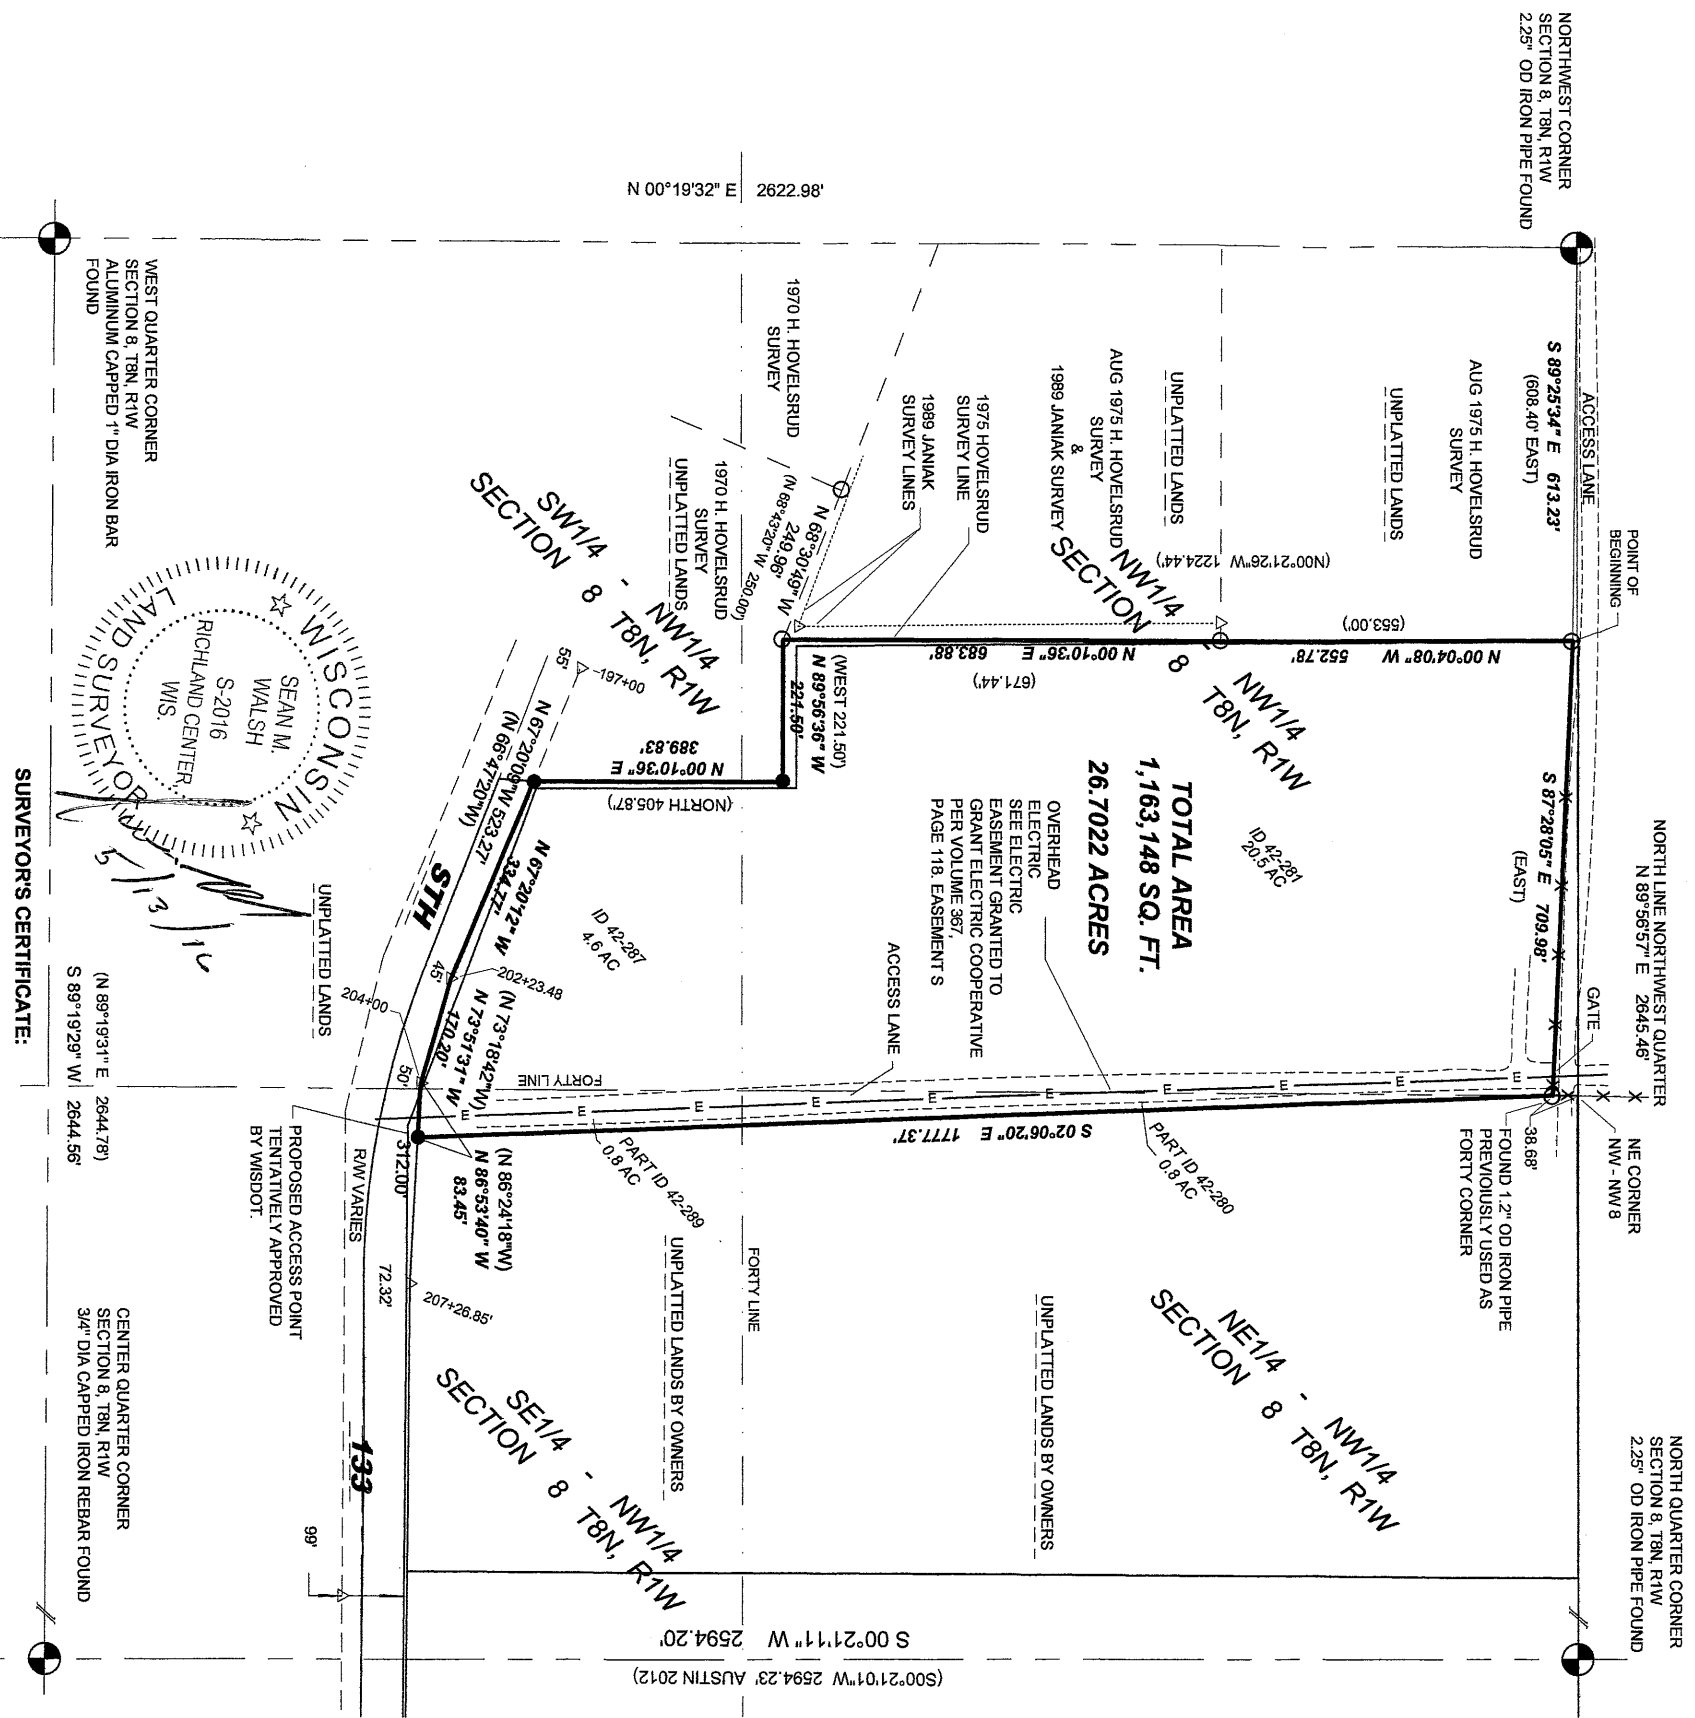 NORTHWEST CORNER
SECTION 8, T8N, R1W
2.25" OD IRON PIPE FOUND
ACCESS LANE
S 89°25'34" E 613.23'
(608.40' EAST)
POINT OF
BEGINNING
NORTH LINE NORTHWEST QUARTER
N 89°56'57" E 2645.46'
S 87°28'05" E 709.98'
(EAST)
GATE
38.68'
NE CORNER
NW - NW 8
FOUND 1.2" OD IRON PIPE
PREVOIUSLY USED AS
FORTY CORNER
NORTH QUARTER CORNER
SECTION 8, T8N, R1W
2.25" OD IRON PIPE FOUND
AUG 1975 H. HOVELSRUD
SURVEY
UNPLATTED LANDS
UNPLATTED LANDS
AUG 1975 H. HOVELSRUD
SURVEY
&
1989 JANIAK SURVEY
1975 HOVELSRUD
SURVEY LINE
1989 JANIAK
SURVEY LINES
(N00°21'26"W 1224.44')
(553.00')
N 00°04'08" W 552.78'
N 00°10'36" E 683.88'
(671.44')
NW1/4 - NW1/4
SECTION 8 T8N, R1W
ID 42-281
20.5 AC
TOTAL AREA
1,163,148 SQ. FT.
26.7022 ACRES
OVERHEAD
ELECTRIC
SEE ELECTRIC
EASEMENT GRANTED TO
GRANT ELECTRIC COOPERATIVE
PER VOLUME 367,
PAGE 118. EASEMENT S
ACCESS LANE
E E E E E E E E E E
S 02°06'20" E 1777.37'
PART ID 42-280
0.8 AC
NE1/4 - NW1/4
SECTION 8 T8N, R1W
UNPLATTED LANDS BY OWNERS
N 00°19'32" E 2622.98'
1970 H. HOVELSRUD
SURVEY
N 68°30'49" W
249.96'
(N 68°43'20" W 250.00')
1970 H. HOVELSRUD
SURVEY
UNPLATTED LANDS
(WEST 221.50')
N 89°56'36" W
221.50'
N 00°10'36" E
389.83'
(NORTH 405.87')
SW1/4 - NW1/4
SECTION 8 T8N, R1W
FORTY LINE
FORTY LINE
ID 42-287
4.6 AC
PART ID 42-289
0.8 AC
UNPLATTED LANDS BY OWNERS
SE1/4 - NW1/4
SECTION 8 T8N, R1W
55'
197+00
N 67°20'09"W 523.27'
(N 66°47'20"W)
N 67°20'12" W
334.77'
STH
45'
202+23.48
(N 73°18'42"W)
N 73°51'31" W
170.20'
204+00
50'
(N 86°24'18"W)
N 86°53'40" W
83.45'
312.00'
207+26.85'
72.32'
R/W VARIES
133
99'
PROPOSED ACCESS POINT
TENTATIVELY APPROVED
BY WISDOT.
UNPLATTED LANDS
S 00°21'11" W 2594.20'
(S00°21'01"W 2594.23' AUSTIN 2012)
WEST QUARTER CORNER
SECTION 8, T8N, R1W
ALUMINUM CAPPED 1" DIA IRON BAR
FOUND
WISCONSIN
SEAN M.
WALSH
S-2016
RICHLAND CENTER
WIS.
LAND SURVEYOR
5/13/16
(N 89°19'31" E 2644.78')
S 89°19'29" W 2644.56'
CENTER QUARTER CORNER
SECTION 8, T8N, R1W
3/4" DIA CAPPED IRON REBAR FOUND
SURVEYOR'S CERTIFICATE: